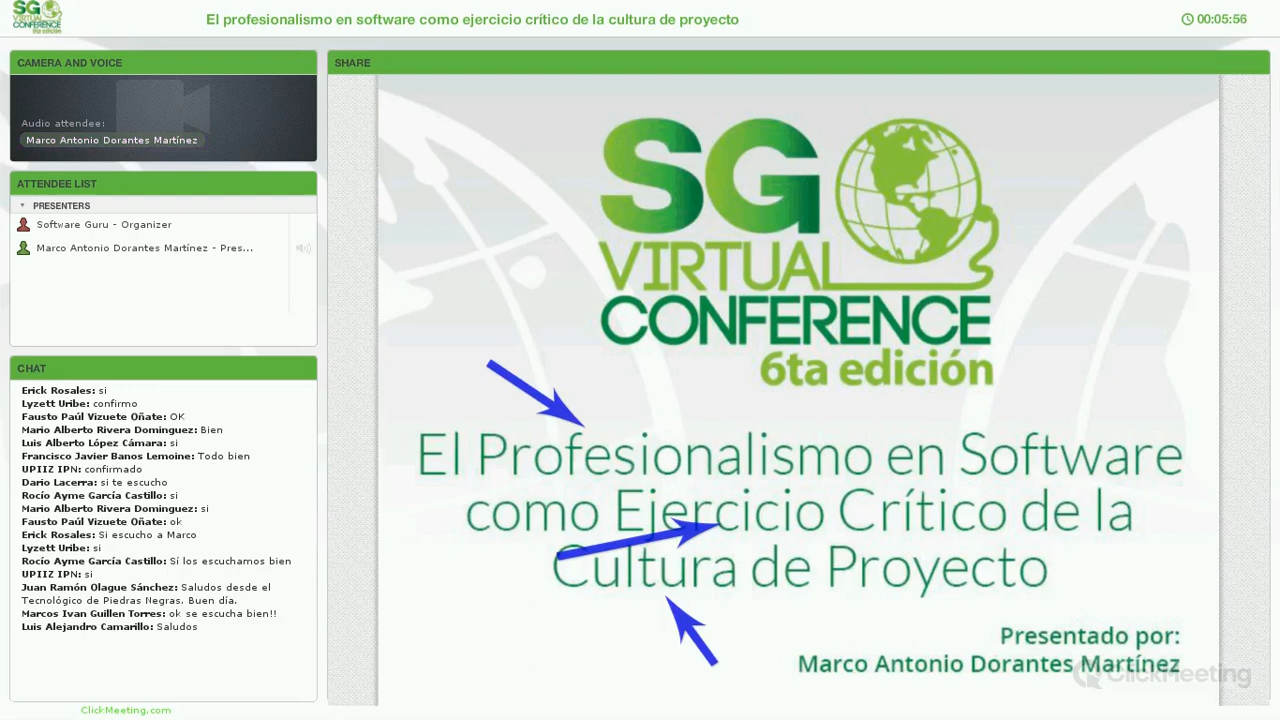 SG
VIRTUAL
CONFERENCE
6ta edición
El profesionalismo en software como ejercicio crítico de la cultura de proyecto
00:05:56
CAMERA AND VOICE
Audio attendee:
Marco Antonio Dorantes Martínez
ATTENDEE LIST
PRESENTERS
Software Guru - Organizer
Marco Antonio Dorantes Martínez - Pres...
CHAT
Erick Rosales: si
Lyzett Uribe: confirmo
Fausto Paúl Vizuete Oñate: OK
Mario Alberto Rivera Dominguez: Bien
Luis Alberto López Cámara: si
Francisco Javier Banos Lemoine: Todo bien
UPIIZ IPN: confirmado
Dario Lacerra: si te escucho
Rocío Ayme García Castillo: si
Mario Alberto Rivera Dominguez: si
Fausto Paúl Vizuete Oñate: ok
Erick Rosales: Si escucho a Marco
Lyzett Uribe: si
Rocío Ayme García Castillo: Sí los escuchamos bien
UPIIZ IPN: si
Juan Ramón Olague Sánchez: Saludos desde el
Tecnológico de Piedras Negras. Buen día.
Marcos Ivan Guillen Torres: ok se escucha bien!!
Luis Alejandro Camarillo: Saludos
ClickMeeting.com
SHARE
SG
VIRTUAL
CONFERENCE
6ta edición
El Profesionalismo en Software
como Ejercicio Crítico de la
Cultura de Proyecto
Presentado por:
Marco Antonio Dorantes Martínez
ClickMeeting